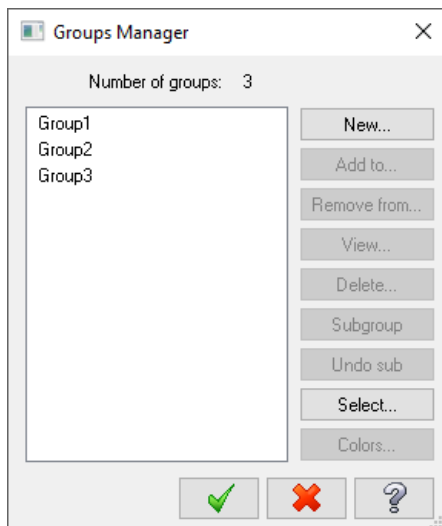 Groups Manager
Number of groups: 3
Group1
Group2
Group3
New...
Add to...
Remove from...
View...
Delete...
Subgroup
Undo sub
Select...
Colors...